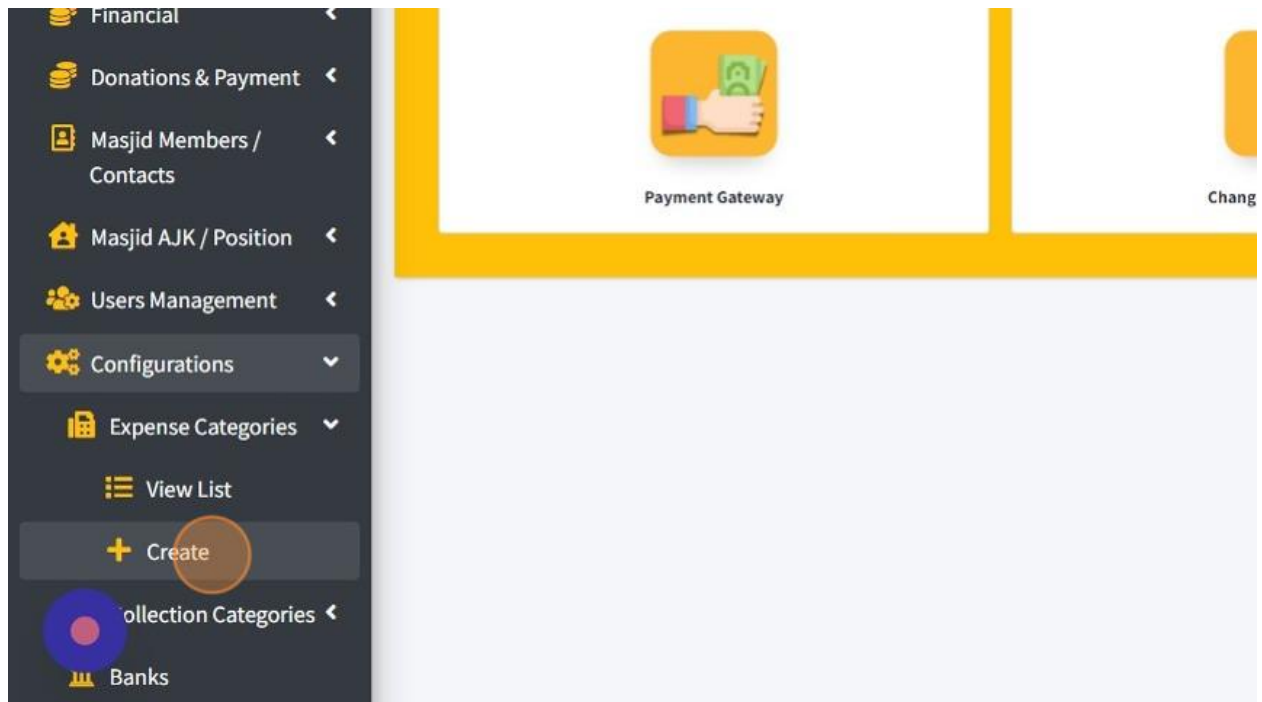 Financial
Donations & Payment
Masjid Members /
Contacts
Masjid AJK / Position
Users Management
Configurations
Expense Categories
View List
Create
ollection Categories
Banks
Payment Gateway
Chang